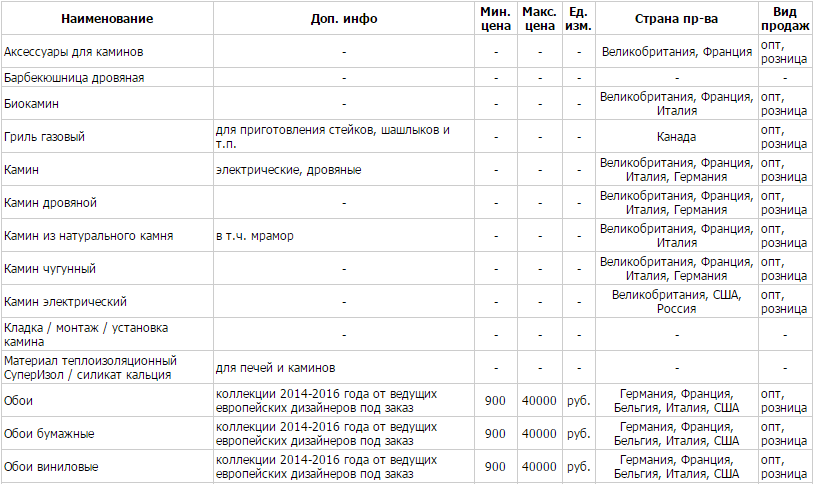 Наименование Доп. инфо Мин. цена Макс. цена Ед. изм. Страна пр-ва Вид продаж
Аксессуары для каминов - - - - Великобритания, Франция опт, розница
Барбекюшница дровяная - - - - - -
Биокамин - - - - Великобритания, Франция, Италия опт, розница
Гриль газовый для приготовления стейков, шашлыков и т.п. - - - Канада опт, розница
Камин электрические, дровяные - - - Великобритания, Франция, Италия, Германия опт, розница
Камин дровяной - - - - Великобритания, Франция, Италия, Германия опт, розница
Камин из натурального камня в т.ч. мрамор - - - Великобритания, Франция, Италия опт, розница
Камин чугунный - - - - Великобритания, Франция, Италия, Германия опт, розница
Камин электрический - - - - Великобритания, США, Россия опт, розница
Кладка / монтаж / установка камина - - - - - -
Материал теплоизоляционный СуперИзол / силикат кальция для печей и каминов - - - - -
Обои коллекции 2014-2016 года от ведущих европейских дизайнеров под заказ 900 40000 руб. Германия, Франция, Бельгия, Италия, США опт, розница
Обои бумажные коллекции 2014-2016 года от ведущих европейских дизайнеров под заказ 900 40000 руб. Германия, Франция, Бельгия, Италия, США опт, розница
Обои виниловые коллекции 2014-2016 года от ведущих европейских дизайнеров под заказ 900 40000 руб. Германия, Франция, Бельгия, Италия, США опт, розница